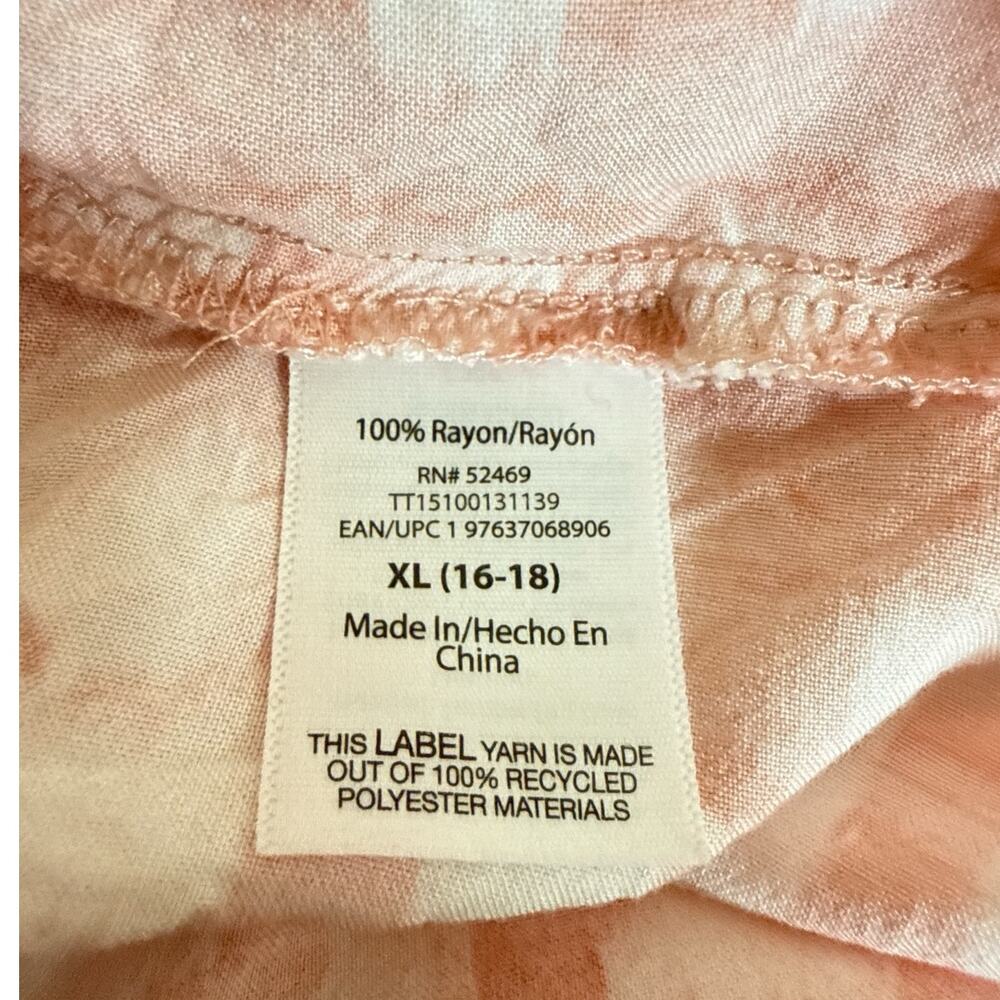 100% Rayon/Rayón
RN# 52469
TT15100131139
EAN/UPC 1 97637068906
XL (16-18)
Made In/Hecho En
China
THIS LABEL YARN IS MADE
OUT OF 100% RECYCLED
POLYESTER MATERIALS